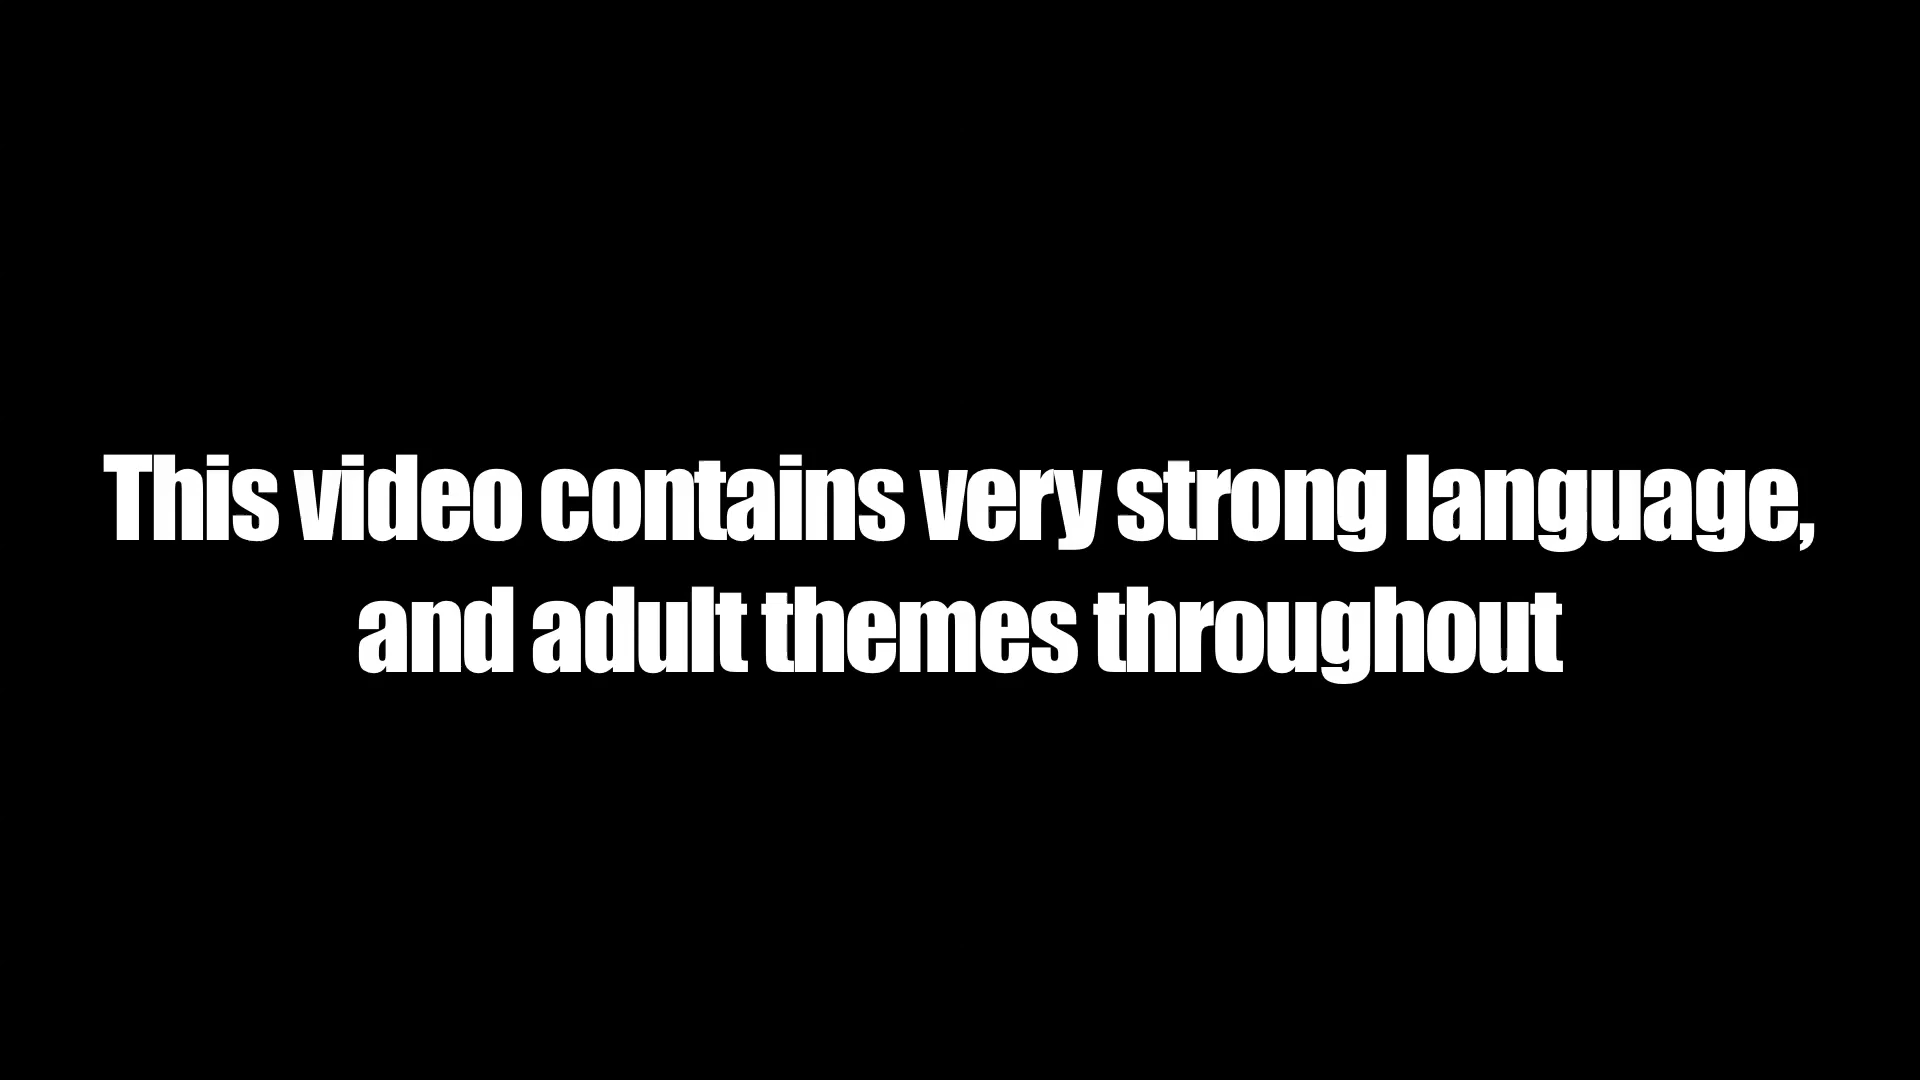 This video contains very strong language,
and adult themes throughout